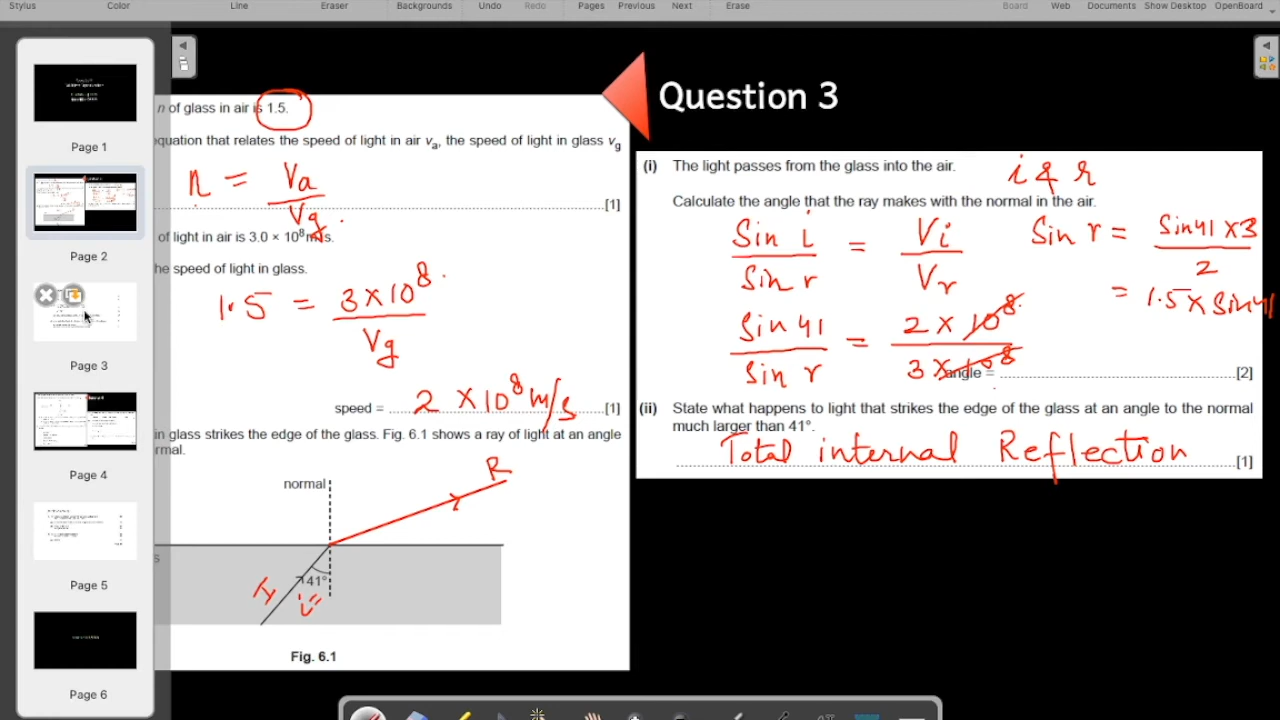 Stylus Color Line Eraser Backgrounds Undo Redo Pages Previous Next Erase Board Web Documents Show Desktop OpenBoard
Page 1
Page 2
Page 3
Page 4
Page 5
Page 6
n of glass in air is 1.5.
equation that relates the speed of light in air va, the speed of light in glass vg
n = Va / Vg .
[1]
of light in air is 3.0 × 10⁸ m/s.
he speed of light in glass.
1.5 = 3×10⁸ / Vg
speed = 2 ×10⁸ m/s [1]
in glass strikes the edge of the glass. Fig. 6.1 shows a ray of light at an angle
rmal.
normal
R
s
41°
I
i=
Fig. 6.1
Question 3
(i) The light passes from the glass into the air.
i & r
Calculate the angle that the ray makes with the normal in the air.
Sin i / Sin r = Vi / Vr
Sin 41 / Sin r = 2 × 10⁸ / 3 × 10⁸
Sin r = Sin 41 × 3 / 2
= 1.5 × Sin 41
angle = [2]
(ii) State what happens to light that strikes the edge of the glass at an angle to the normal
much larger than 41°.
Total internal Reflection
[1]